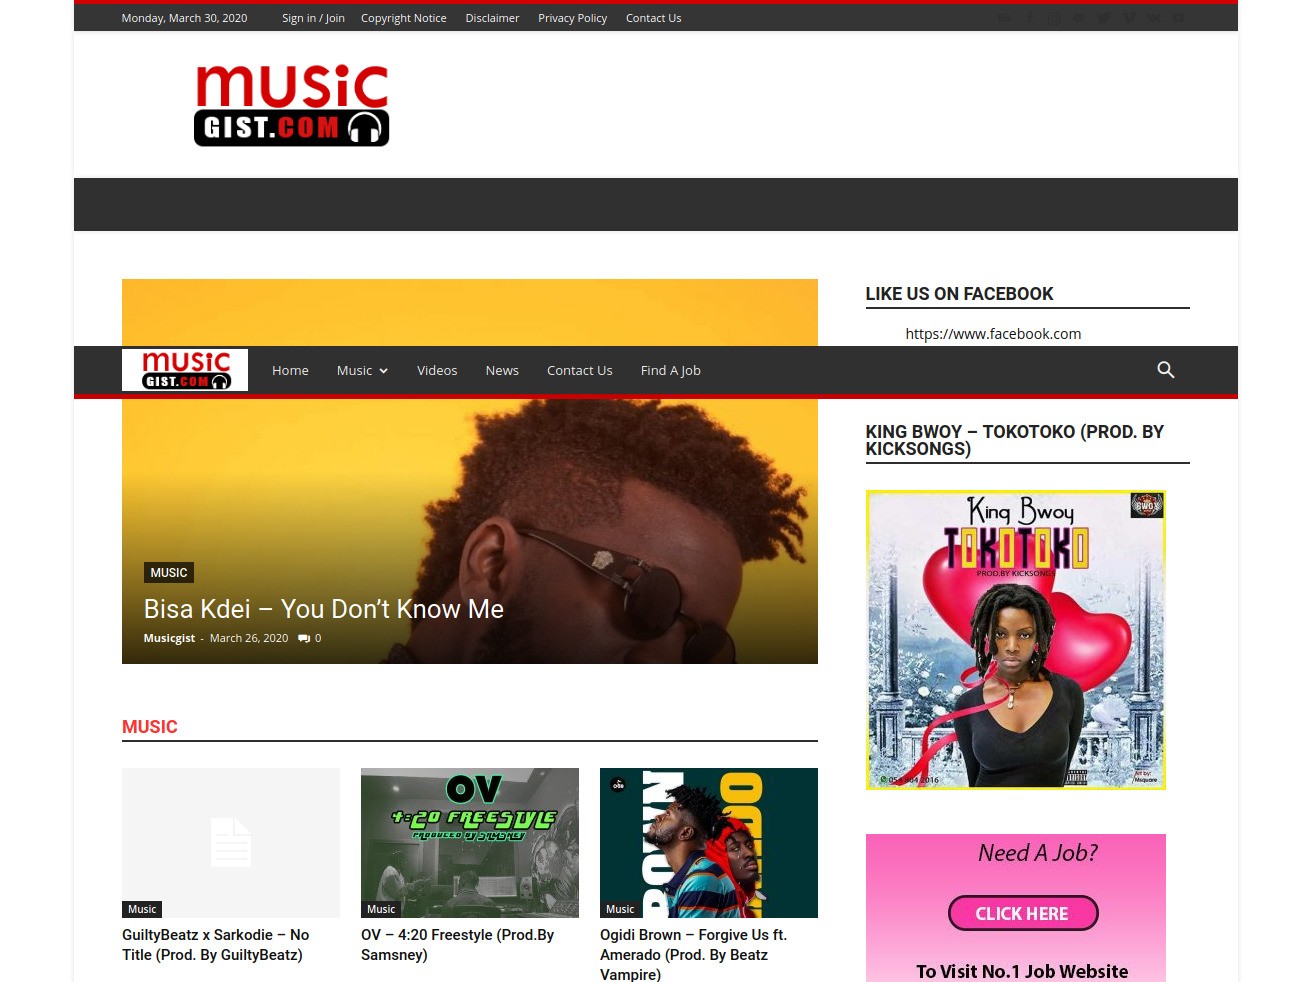 Monday, March 30, 2020
Sign in / Join
Copyright Notice
Disclaimer
Privacy Policy
Contact Us
music
GIST.COM
LIKE US ON FACEBOOK
https://www.facebook.com
music
GIST.COM
Home
Music
Videos
News
Contact Us
Find A Job
MUSIC
Bisa Kdei – You Don’t Know Me
Musicgist - March 26, 2020 0
KING BWOY – TOKOTOKO (PROD. BY
KICKSONGS)
King Bwoy
BWOY
TOKOTOKO
PROD.BY KICKSONGS
Art by:
Msquare
Need A Job?
CLICK HERE
To Visit No.1 Job Website
MUSIC
Music
GuiltyBeatz x Sarkodie – No
Title (Prod. By GuiltyBeatz)
OV
4:20 FREESTYLE
PRODUCED BY SAMSNEY
Music
OV – 4:20 Freestyle (Prod.By
Samsney)
Music
Ogidi Brown – Forgive Us ft.
Amerado (Prod. By Beatz
Vampire)